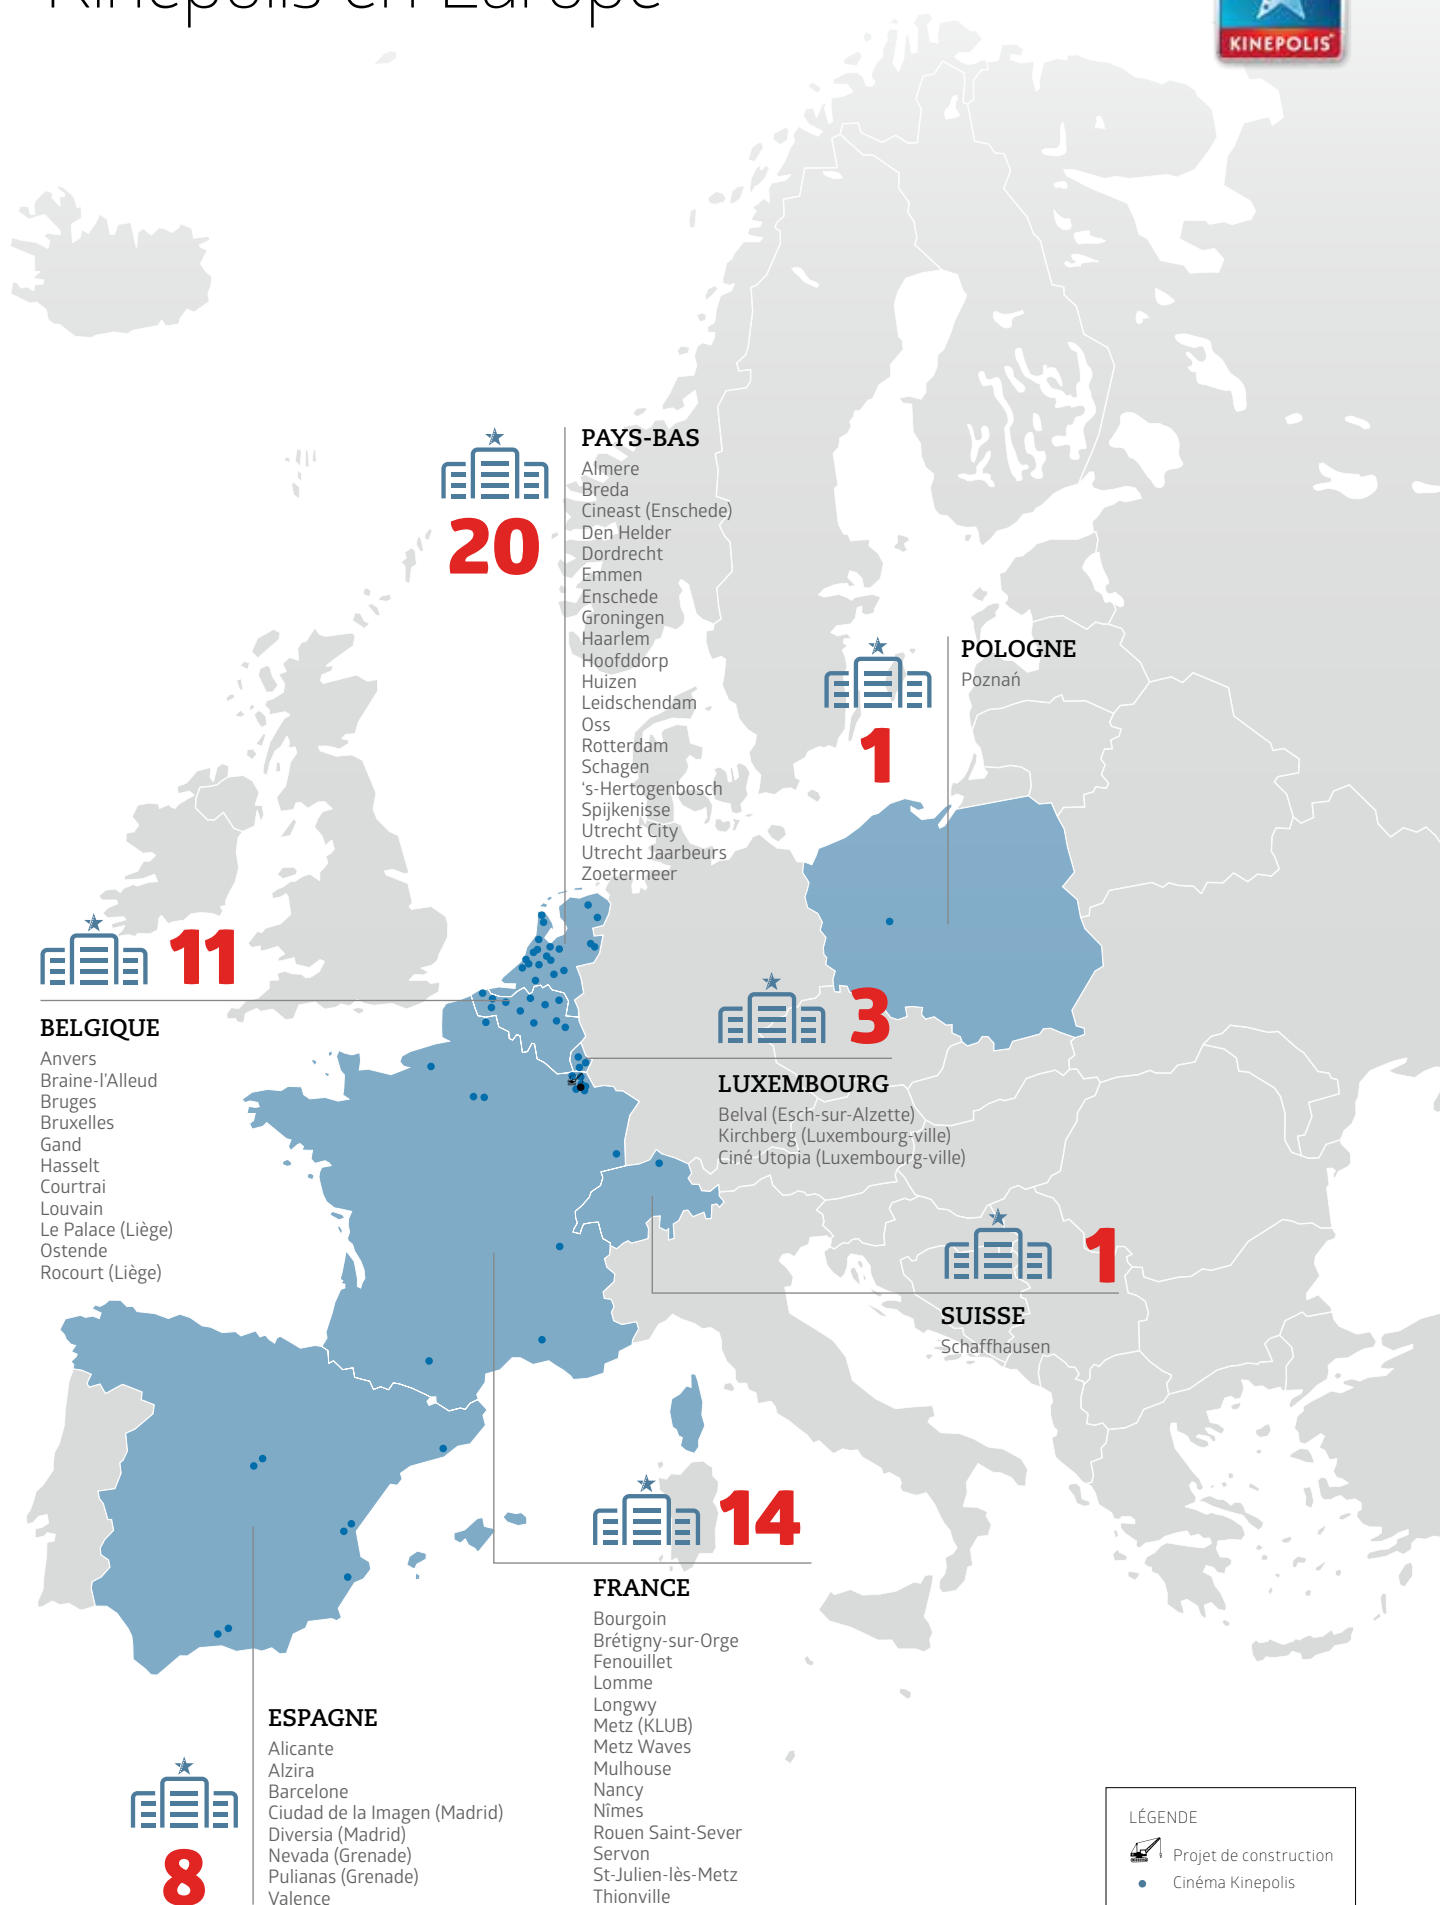 Kinepolis en Europe
KINEPOLIS
20
PAYS-BAS
Almere
Breda
Cineast (Enschede)
Den Helder
Dordrecht
Emmen
Enschede
Groningen
Haarlem
Hoofddorp
Huizen
Leidschendam
Oss
Rotterdam
Schagen
‘s-Hertogenbosch
Spijkenisse
Utrecht City
Utrecht Jaarbeurs
Zoetermeer
1
POLOGNE
Poznań
11
BELGIQUE
Anvers
Braine-l'Alleud
Bruges
Bruxelles
Gand
Hasselt
Courtrai
Louvain
Le Palace (Liège)
Ostende
Rocourt (Liège)
3
LUXEMBOURG
Belval (Esch-sur-Alzette)
Kirchberg (Luxembourg-ville)
Ciné Utopia (Luxembourg-ville)
1
SUISSE
Schaffhausen
14
FRANCE
Bourgoin
Brétigny-sur-Orge
Fenouillet
Lomme
Longwy
Metz (KLUB)
Metz Waves
Mulhouse
Nancy
Nîmes
Rouen Saint-Sever
Servon
St-Julien-lès-Metz
Thionville
8
ESPAGNE
Alicante
Alzira
Barcelone
Ciudad de la Imagen (Madrid)
Diversia (Madrid)
Nevada (Grenade)
Pulianas (Grenade)
Valence
LÉGENDE
Projet de construction
Cinéma Kinepolis